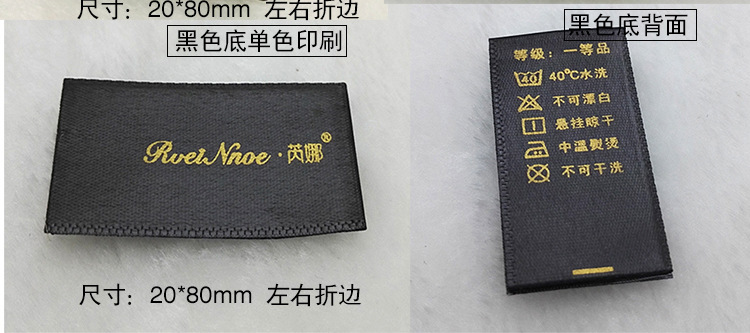 尺寸：20*80mm 左右折边
黑色底单色印刷
RveiNnoe·芮娜®
尺寸：20*80mm 左右折边
黑色底背面
等级：一等品
40 40℃水洗
不可漂白
悬挂晾干
中溫熨烫
不可干洗